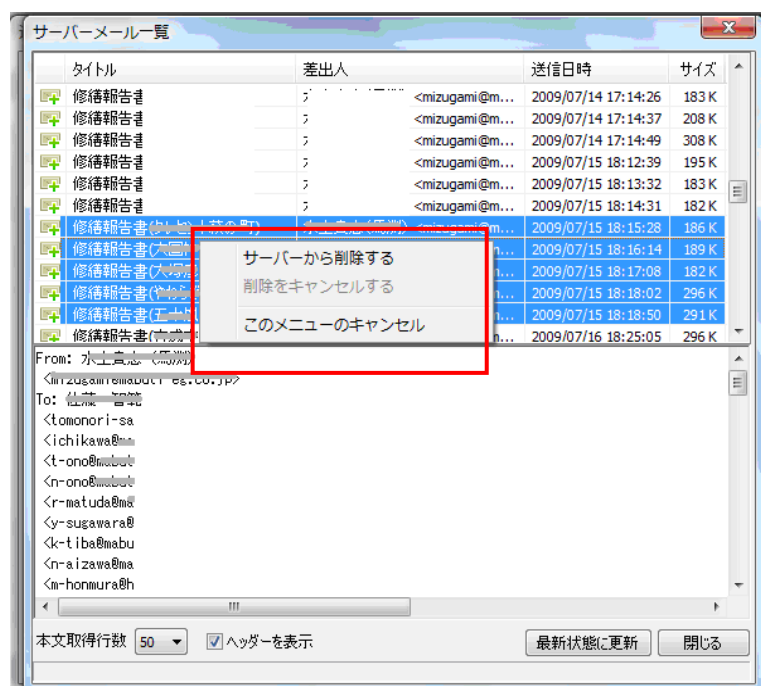 サーバーメール一覧
タイトル 差出人 送信日時 サイズ
修繕報告書 <mizugami@m... 2009/07/14 17:14:26 183 K
修繕報告書 <mizugami@m... 2009/07/14 17:14:37 208 K
修繕報告書 <mizugami@m... 2009/07/14 17:14:49 308 K
修繕報告書 <mizugami@m... 2009/07/15 18:12:39 195 K
修繕報告書 <mizugami@m... 2009/07/15 18:13:32 183 K
修繕報告書 <mizugami@m... 2009/07/15 18:14:31 182 K
修繕報告書( <mizugami@m... 2009/07/15 18:15:28 186 K
修繕報告書( 2009/07/15 18:16:14 189 K
修繕報告書( 2009/07/15 18:17:08 182 K
修繕報告書( 2009/07/15 18:18:02 296 K
修繕報告書( 2009/07/15 18:18:50 291 K
修繕報告書( 2009/07/16 18:25:05 296 K
サーバーから削除する
削除をキャンセルする
このメニューのキャンセル
From:
To:
<tomonori-sa
<ichikawa@
<t-ono@
<n-ono@
<r-matuda@ma
<y-sugawara@
<k-tiba@mabu
<n-aizawa@ma
<m-honmura@h
本文取得行数 50 ヘッダーを表示 最新状態に更新 閉じる